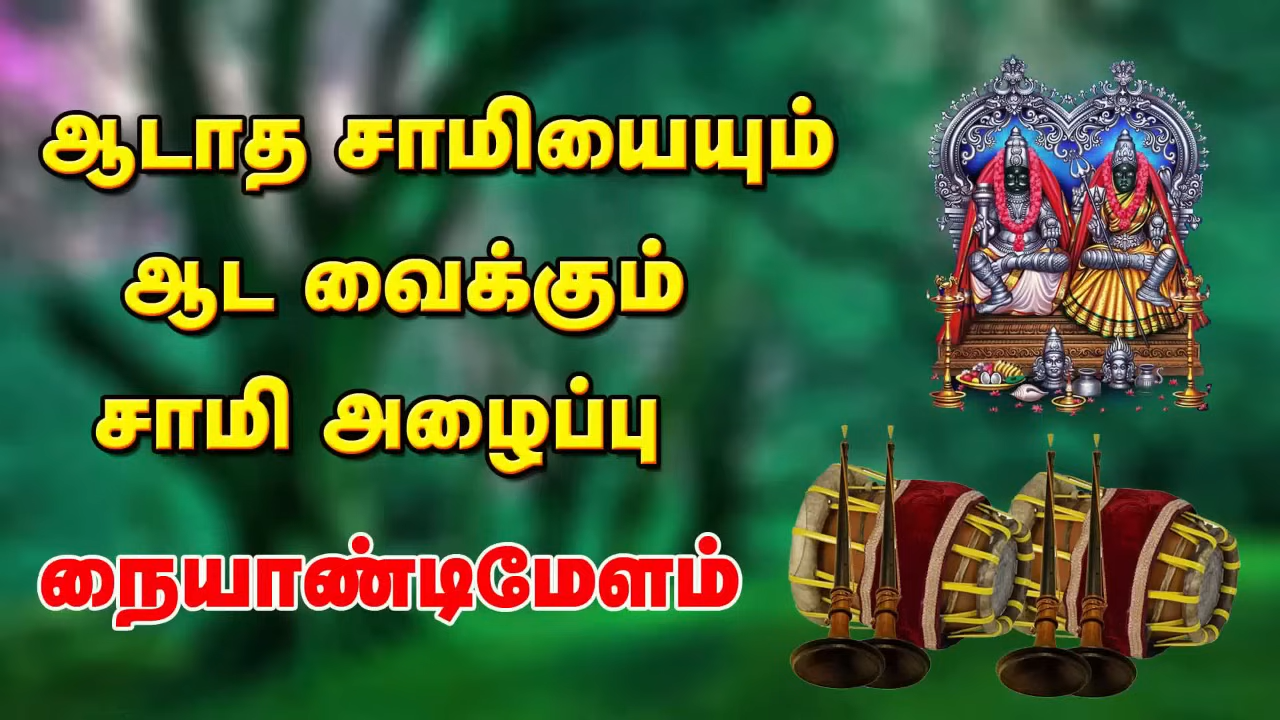 ஆடாத சாமியையும்
ஆட வைக்கும்
சாமி அழைப்பு
நையாண்டிமேளம்